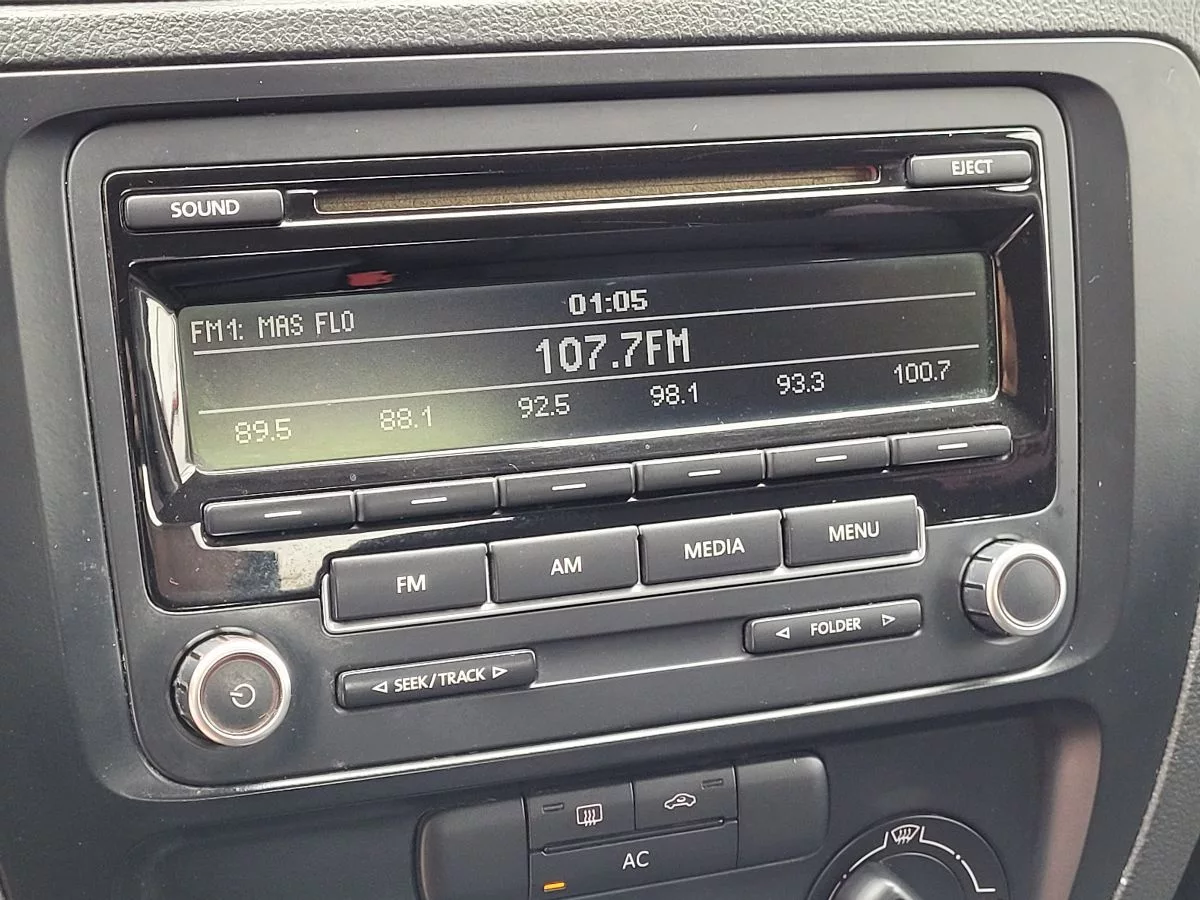 EJECT
SOUND
01:05
FM1: MAS FLO
107.7FM
89.5 88.1 92.5 98.1 93.3 100.7
FM AM MEDIA MENU
SEEK/TRACK FOLDER
AC